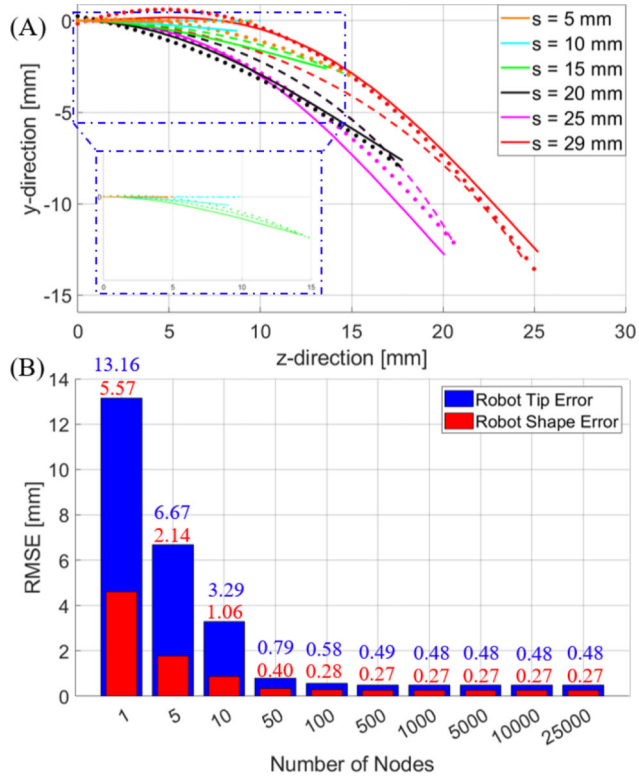 (A)
0
-5
-10
-15
y-direction [mm]
s = 5 mm
s = 10 mm
s = 15 mm
s = 20 mm
s = 25 mm
s = 29 mm
0
0 5 10 15
0 5 10 15 20 25 30
z-direction [mm]
(B)
14
12
10
8
6
4
2
0
RMSE [mm]
Robot Tip Error
Robot Shape Error
13.16
5.57
6.67
2.14
3.29
1.06
0.79 0.58 0.49 0.48 0.48 0.48 0.48
0.40 0.28 0.27 0.27 0.27 0.27 0.27
1 5 10 50 100 500 1000 5000 10000 25000
Number of Nodes